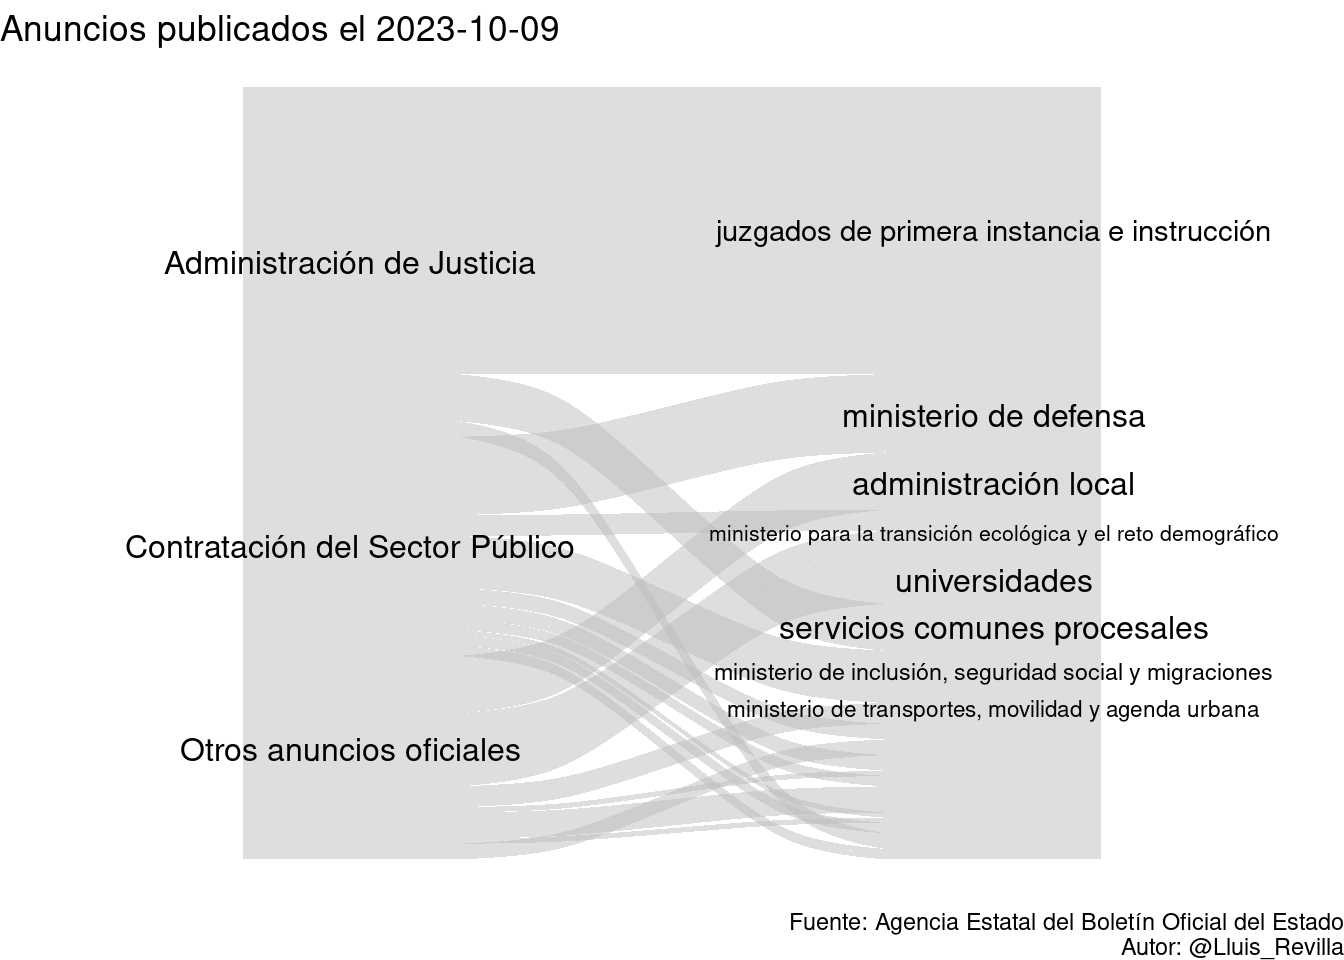 Anuncios publicados el 2023-10-09
juzgados de primera instancia e instrucción
Administración de Justicia
ministerio de defensa
administración local
ministerio para la transición ecológica y el reto demográfico
Contratación del Sector Público
universidades
servicios comunes procesales
ministerio de inclusión, seguridad social y migraciones
ministerio de transportes, movilidad y agenda urbana
Otros anuncios oficiales
Fuente: Agencia Estatal del Boletín Oficial del Estado
Autor: @Lluis_Revilla